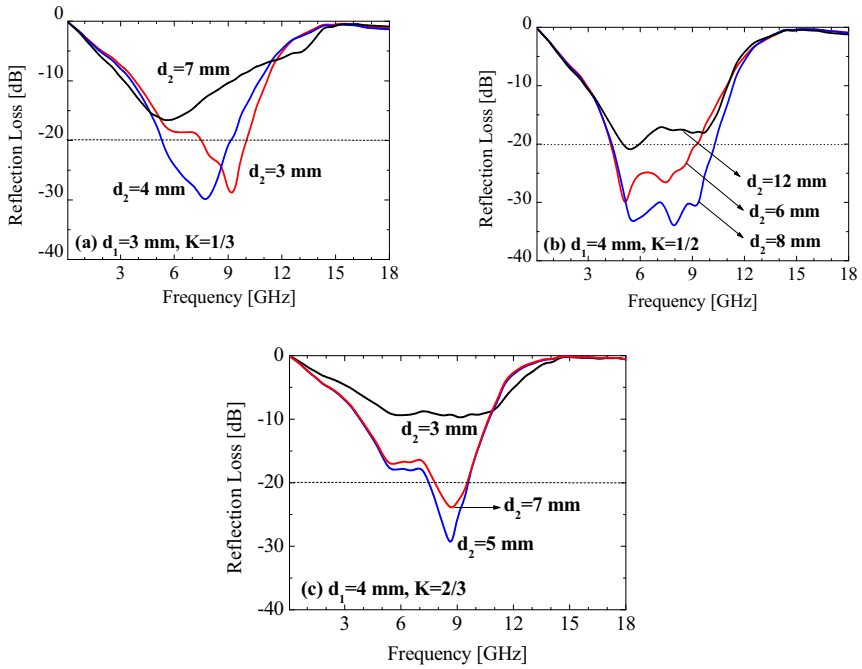 0
-10
-20
-30
-40
Reflection Loss [dB]
d₂=7 mm
d₂=4 mm
d₂=3 mm
(a) d₁=3 mm, K=1/3
3 6 9 12 15 18
Frequency [GHz]
0
-10
-20
-30
-40
Reflection Loss [dB]
d₂=12 mm
d₂=6 mm
d₂=8 mm
(b) d₁=4 mm, K=1/2
3 6 9 12 15 18
Frequency [GHz]
0
-10
-20
-30
-40
Reflection Loss [dB]
d₂=3 mm
d₂=7 mm
d₂=5 mm
(c) d₁=4 mm, K=2/3
3 6 9 12 15 18
Frequency [GHz]